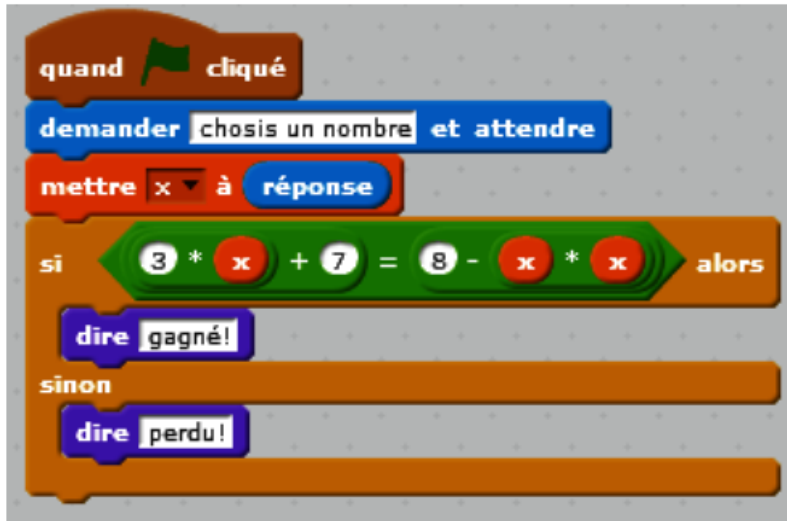 quand cliqué
demander chosis un nombre et attendre
mettre x à réponse
si 3 * x + 7 = 8 - x * x alors
dire gagné!
sinon
dire perdu!